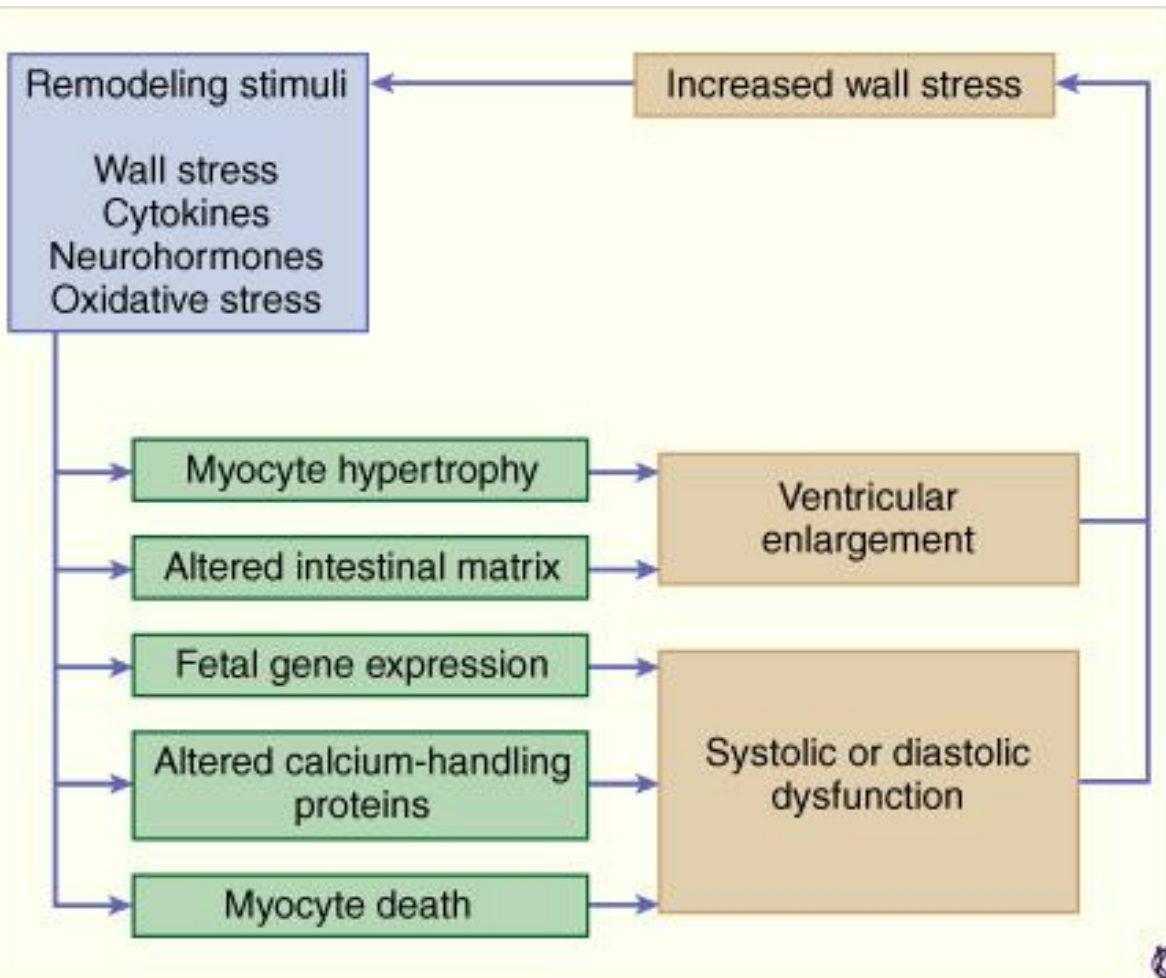 Remodeling stimuli
Wall stress
Cytokines
Neurohormones
Oxidative stress
Increased wall stress
Myocyte hypertrophy
Altered intestinal matrix
Fetal gene expression
Altered calcium-handling
proteins
Myocyte death
Ventricular
enlargement
Systolic or diastolic
dysfunction